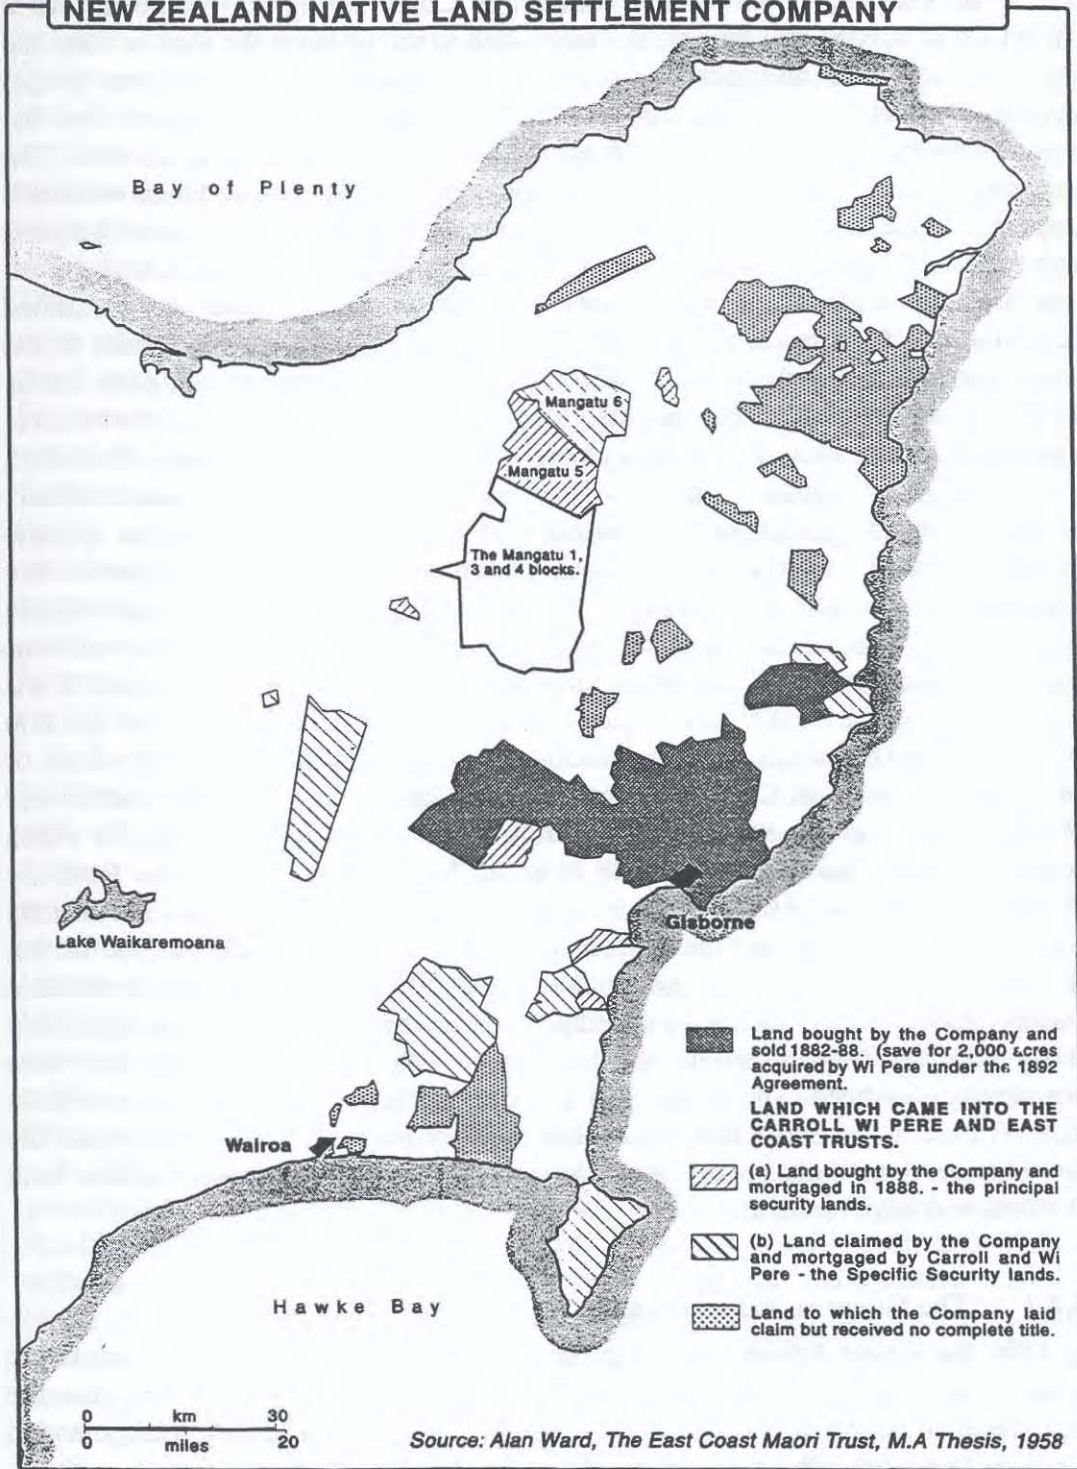 NEW ZEALAND NATIVE LAND SETTLEMENT COMPANY
Bay of Plenty
Mangatu 6
Mangatu 5
The Mangatu 1,
3 and 4 blocks.
Gisborne
Lake Waikaremoana
Wairoa
Land bought by the Company and
sold 1882-88. (save for 2,000 acres
acquired by Wi Pere under the 1892
Agreement.
LAND WHICH CAME INTO THE
CARROLL WI PERE AND EAST
COAST TRUSTS.
(a) Land bought by the Company and
mortgaged in 1888. - the principal
security lands.
(b) Land claimed by the Company
and mortgaged by Carroll and Wi
Pere - the Specific Security lands.
Land to which the Company laid
claim but received no complete title.
Hawke Bay
0 km 30
0 miles 20
Source: Alan Ward, The East Coast Maori Trust, M.A Thesis, 1958